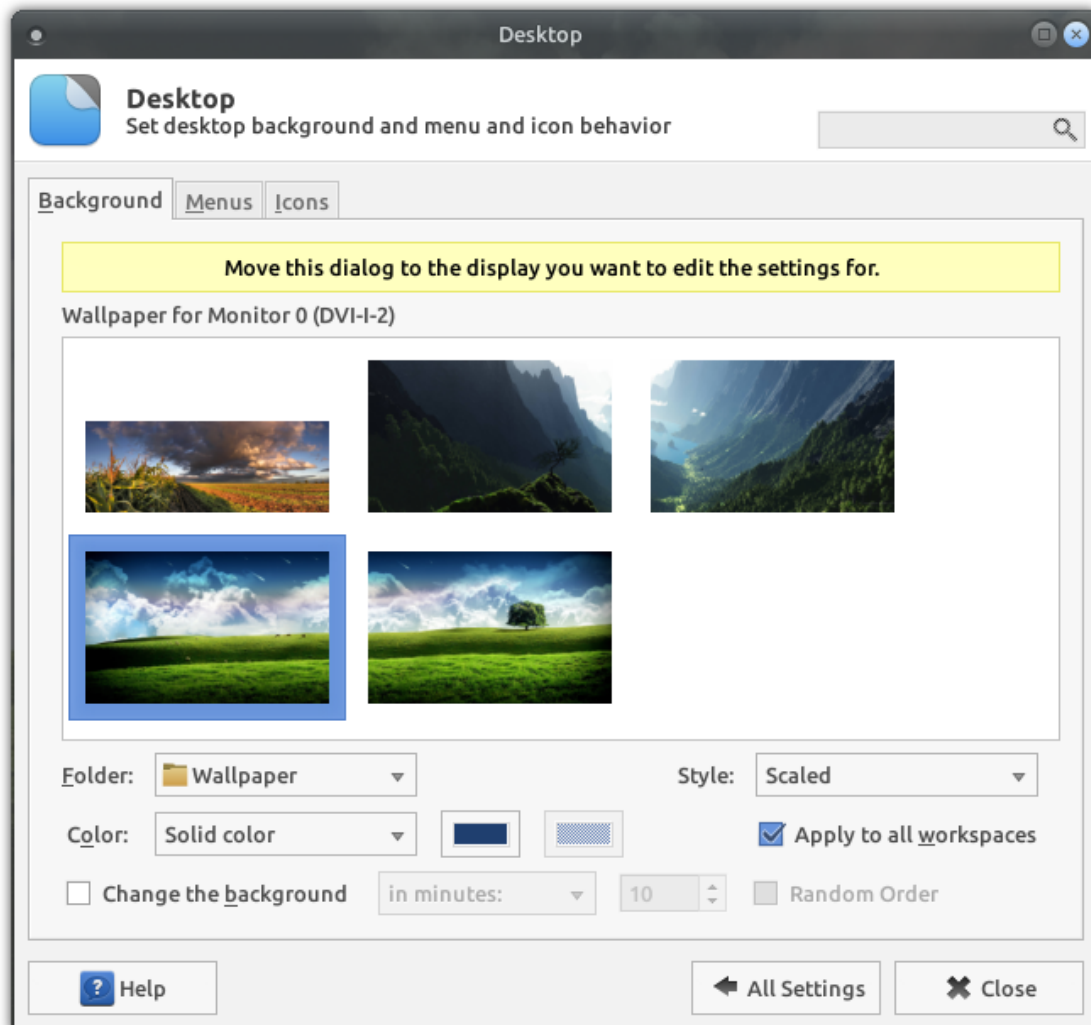 Desktop
Desktop
Set desktop background and menu and icon behavior
Background Menus Icons
Move this dialog to the display you want to edit the settings for.
Wallpaper for Monitor 0 (DVI-I-2)
Folder: Wallpaper Style: Scaled
Color: Solid color Apply to all workspaces
Change the background in minutes: 10 Random Order
? Help All Settings Close